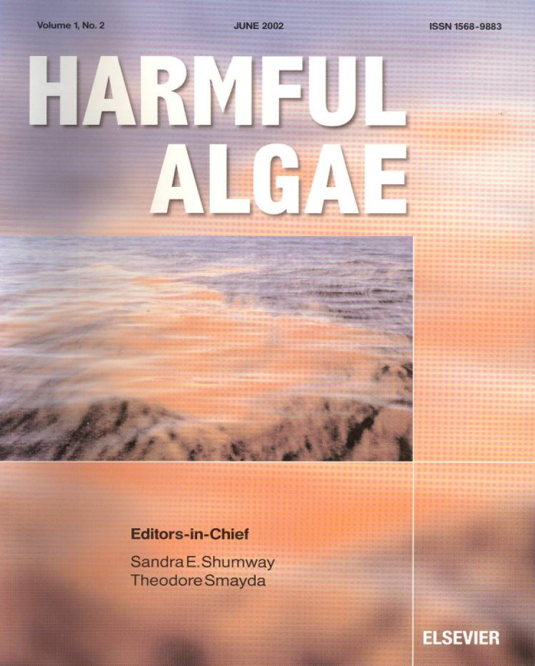 Volume 1, No. 2 JUNE 2002 ISSN 1568-9883
HARMFUL
ALGAE
Editors-in-Chief
Sandra E. Shumway
Theodore Smayda
ELSEVIER